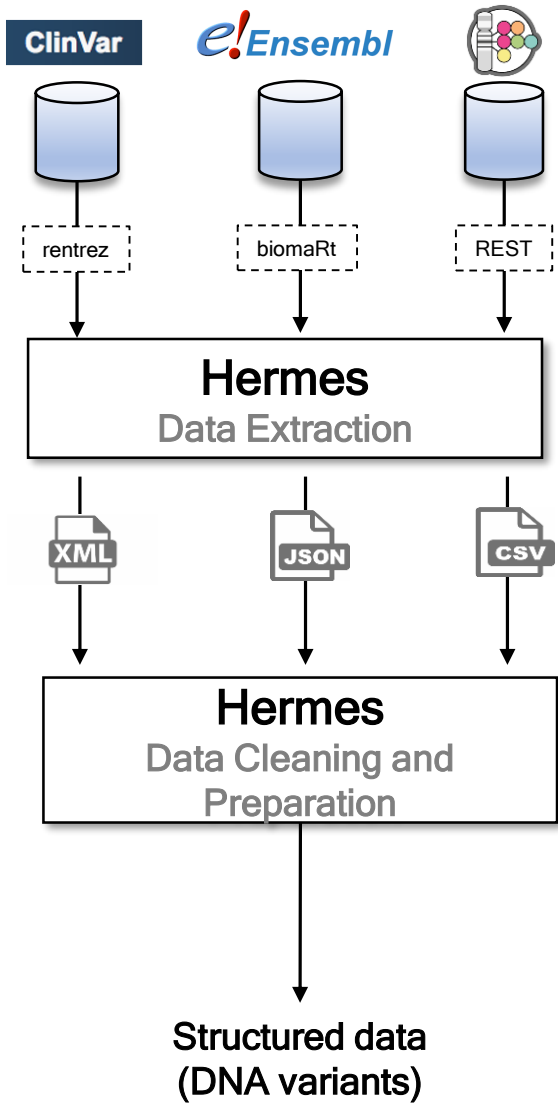 ClinVar
e!Ensembl
rentrez
biomaRt
REST
Hermes
Data Extraction
XML
JSON
CSV
Hermes
Data Cleaning and
Preparation
Structured data
(DNA variants)